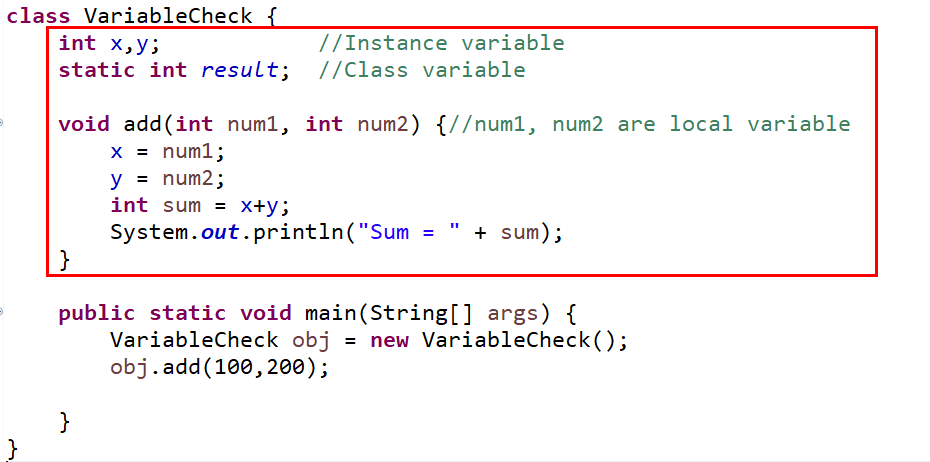 class VariableCheck {
int x,y;            //Instance variable
static int result;  //Class variable
void add(int num1, int num2) {//num1, num2 are local variable
x = num1;
y = num2;
int sum = x+y;
System.out.println("Sum = " + sum);
}
public static void main(String[] args) {
VariableCheck obj = new VariableCheck();
obj.add(100,200);
}
}